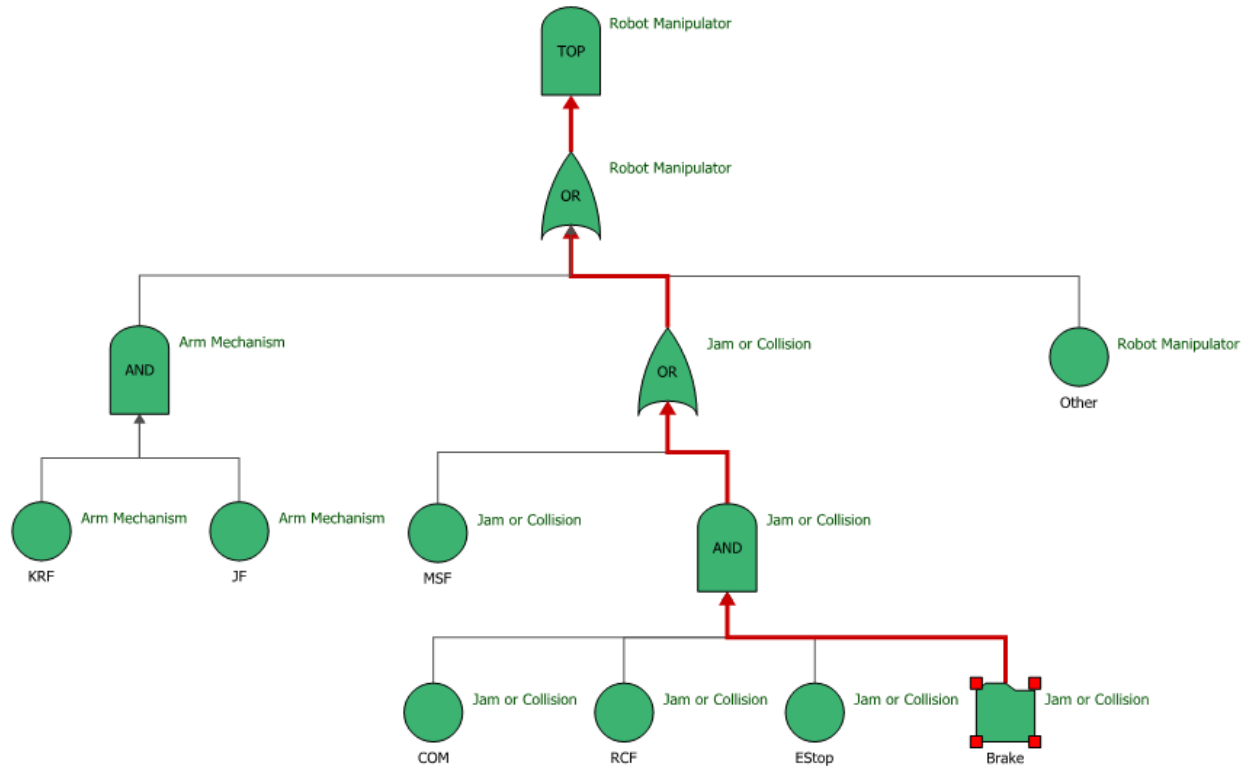 Robot Manipulator
TOP
Robot Manipulator
OR
Arm Mechanism
AND
Jam or Collision
OR
Robot Manipulator
Other
Arm Mechanism
KRF
Arm Mechanism
JF
Jam or Collision
MSF
Jam or Collision
AND
Jam or Collision
COM
Jam or Collision
RCF
Jam or Collision
EStop
Jam or Collision
Brake